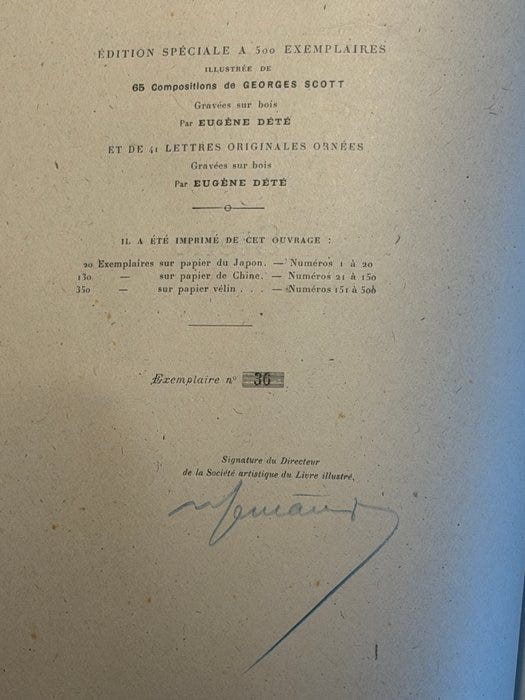 ÉDITION SPÉCIALE A 500 EXEMPLAIRES
ILLUSTRÉE DE
65 Compositions de GEORGES SCOTT
Gravées sur bois
Par EUGÈNE DÉTÉ
ET DE 41 LETTRES ORIGINALES ORNÉES
Gravées sur bois
Par EUGÈNE DÉTÉ
IL A ÉTÉ IMPRIMÉ DE CET OUVRAGE :
20 Exemplaires sur papier du Japon. — Numéros 1 à 20
130 — sur papier de Chine. — Numéros 21 à 150
350 — sur papier vélin . . . — Numéros 151 à 500
Exemplaire n° 36
Signature du Directeur
de la Société artistique du Livre illustré,